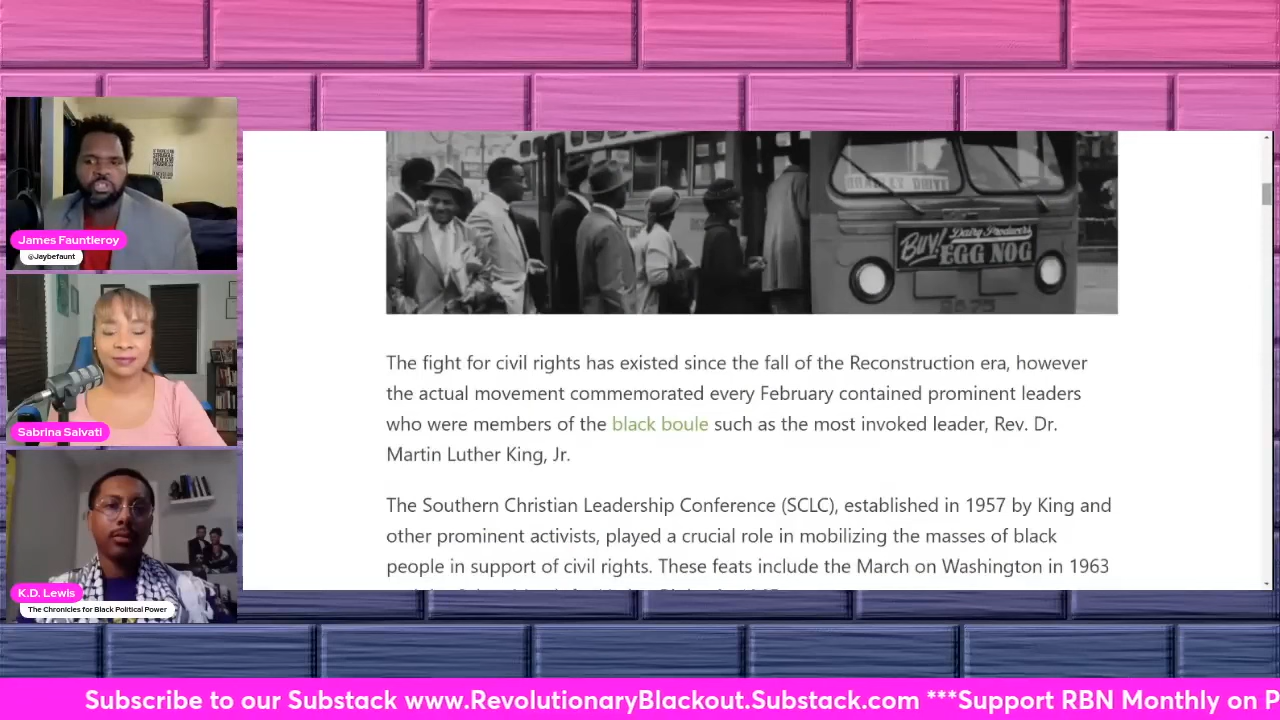 James Fauntleroy
@Jaybefaunt
Sabrina Salvati
K.D. Lewis
The Chronicles for Black Political Power
Buy! Dairy Producers
EGG NOG
The fight for civil rights has existed since the fall of the Reconstruction era, however
the actual movement commemorated every February contained prominent leaders
who were members of the black boule such as the most invoked leader, Rev. Dr.
Martin Luther King, Jr.
The Southern Christian Leadership Conference (SCLC), established in 1957 by King and
other prominent activists, played a crucial role in mobilizing the masses of black
people in support of civil rights. These feats include the March on Washington in 1963
Subscribe to our Substack www.RevolutionaryBlackout.Substack.com ***Support RBN Monthly on P